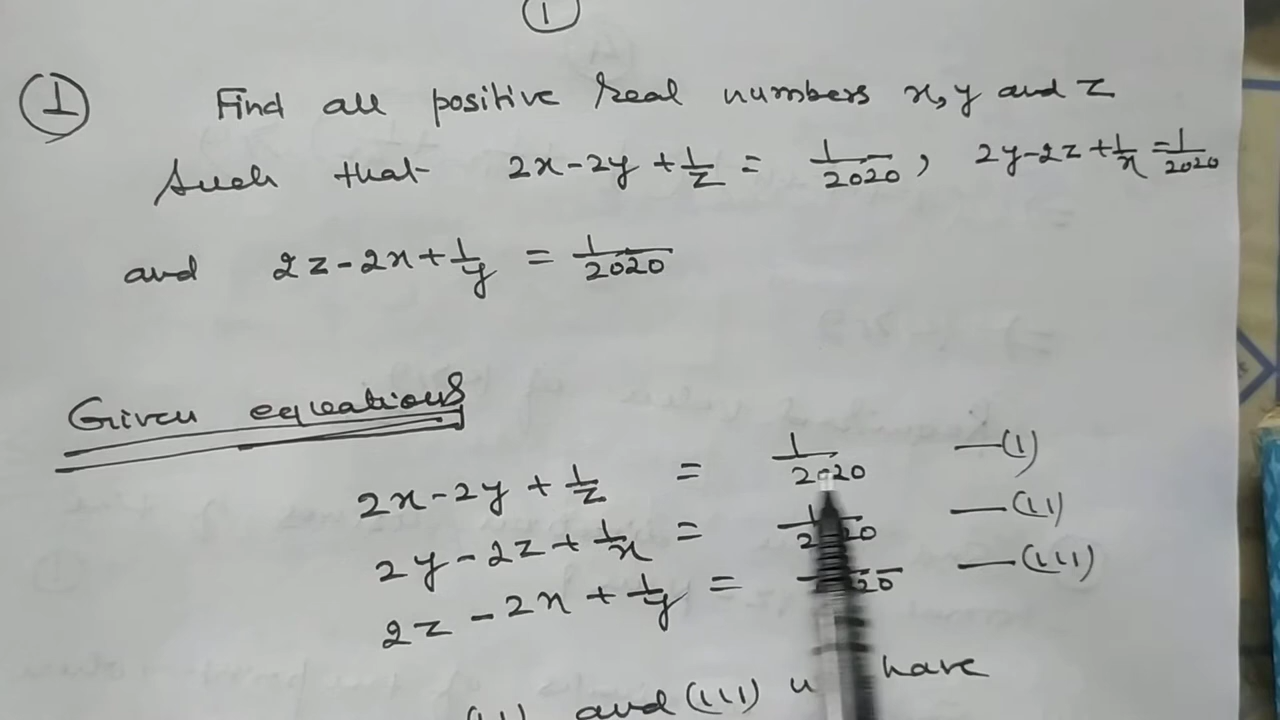 1
1 Find all positive real numbers x, y and z
such that 2x-2y+1/z = 1/2020, 2y-2z+1/x=1/2020
and 2z-2x+1/y = 1/2020
Given equations
2x-2y+1/z = 1/2020 —(I)
2y-2z+1/x = 1/2020 —(II)
2z-2x+1/y = —(III)
and (III) have